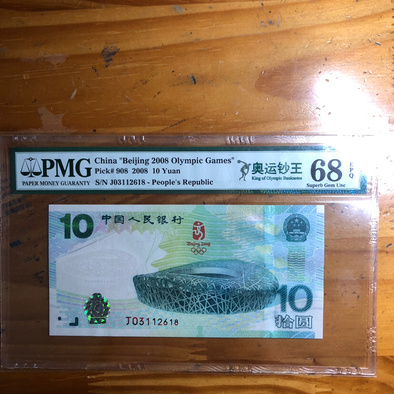 PMG
PAPER MONEY GUARANTY
China "Beijing 2008 Olympic Games"
Pick# 908 2008 10 Yuan
S/N J03112618 - People's Republic
奥运钞王
King of Olympic Banknotes
68 EPQ
Superb Gem Unc
10 中国人民银行
Beijing 2008
10
拾圆
J03112618